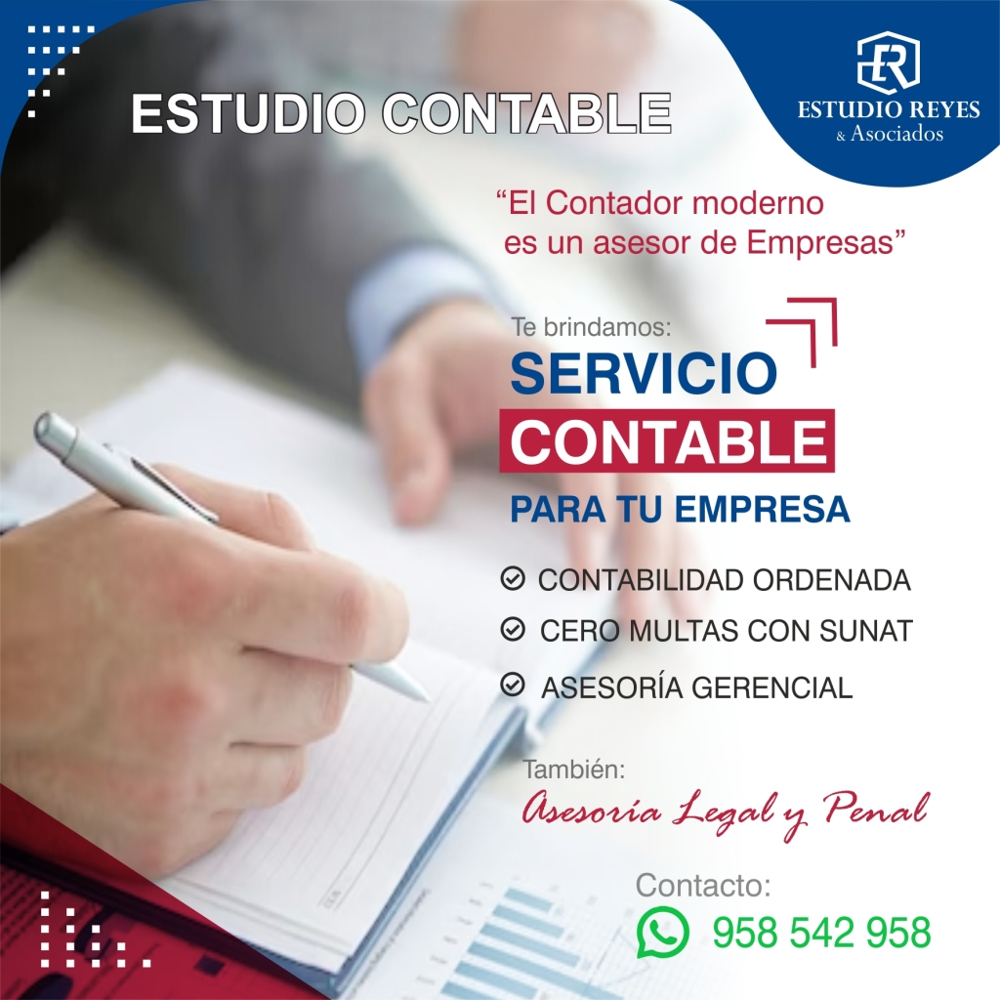 ESTUDIO CONTABLE
ER
ESTUDIO REYES
& Asociados
“El Contador moderno
es un asesor de Empresas”
Te brindamos:
SERVICIO
CONTABLE
PARA TU EMPRESA
CONTABILIDAD ORDENADA
CERO MULTAS CON SUNAT
ASESORÍA GERENCIAL
También:
Asesoría Legal y Penal
Contacto:
958 542 958